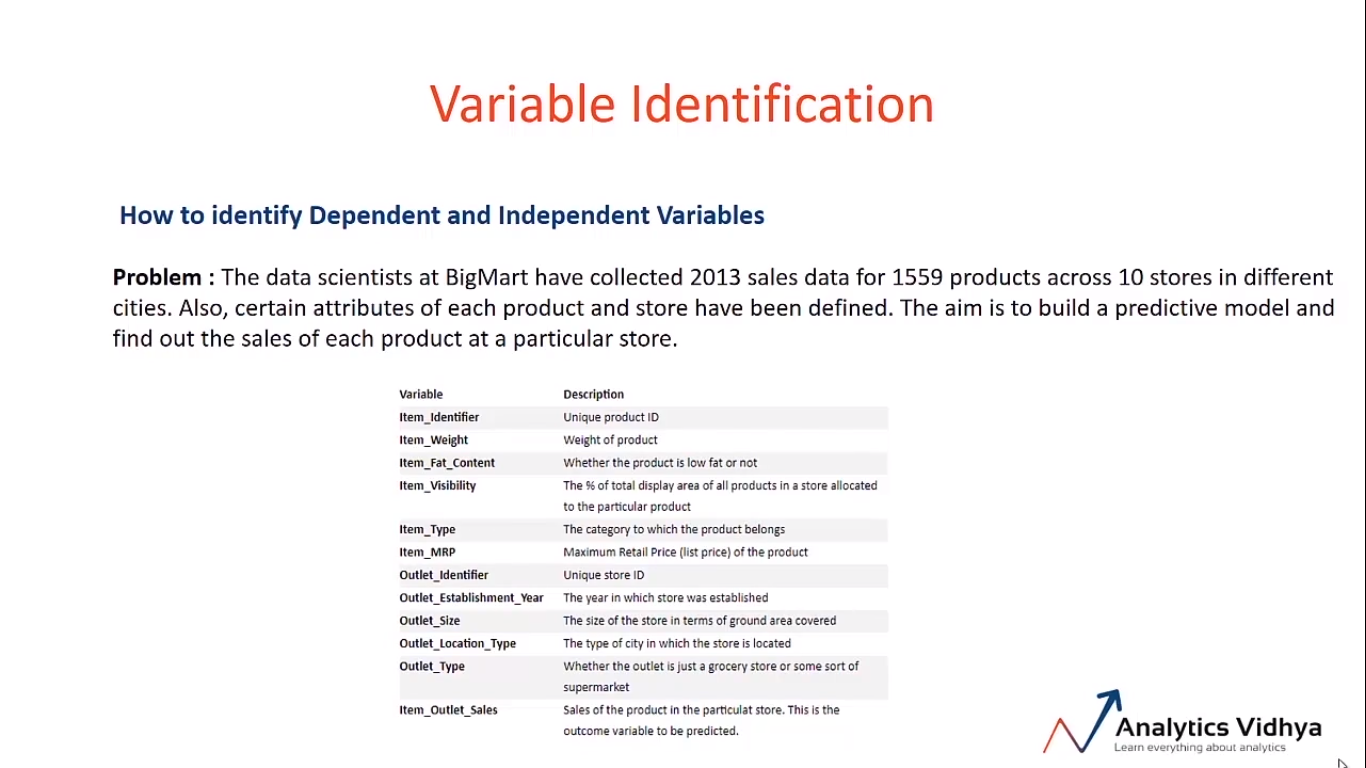 Variable Identification
How to identify Dependent and Independent Variables
Problem : The data scientists at BigMart have collected 2013 sales data for 1559 products across 10 stores in different
cities. Also, certain attributes of each product and store have been defined. The aim is to build a predictive model and
find out the sales of each product at a particular store.
Variable Description
Item_Identifier Unique product ID
Item_Weight Weight of product
Item_Fat_Content Whether the product is low fat or not
Item_Visibility The % of total display area of all products in a store allocated
to the particular product
Item_Type The category to which the product belongs
Item_MRP Maximum Retail Price (list price) of the product
Outlet_Identifier Unique store ID
Outlet_Establishment_Year The year in which store was established
Outlet_Size The size of the store in terms of ground area covered
Outlet_Location_Type The type of city in which the store is located
Outlet_Type Whether the outlet is just a grocery store or some sort of
supermarket
Item_Outlet_Sales Sales of the product in the particulat store. This is the
outcome variable to be predicted.
Analytics Vidhya
Learn everything about analytics